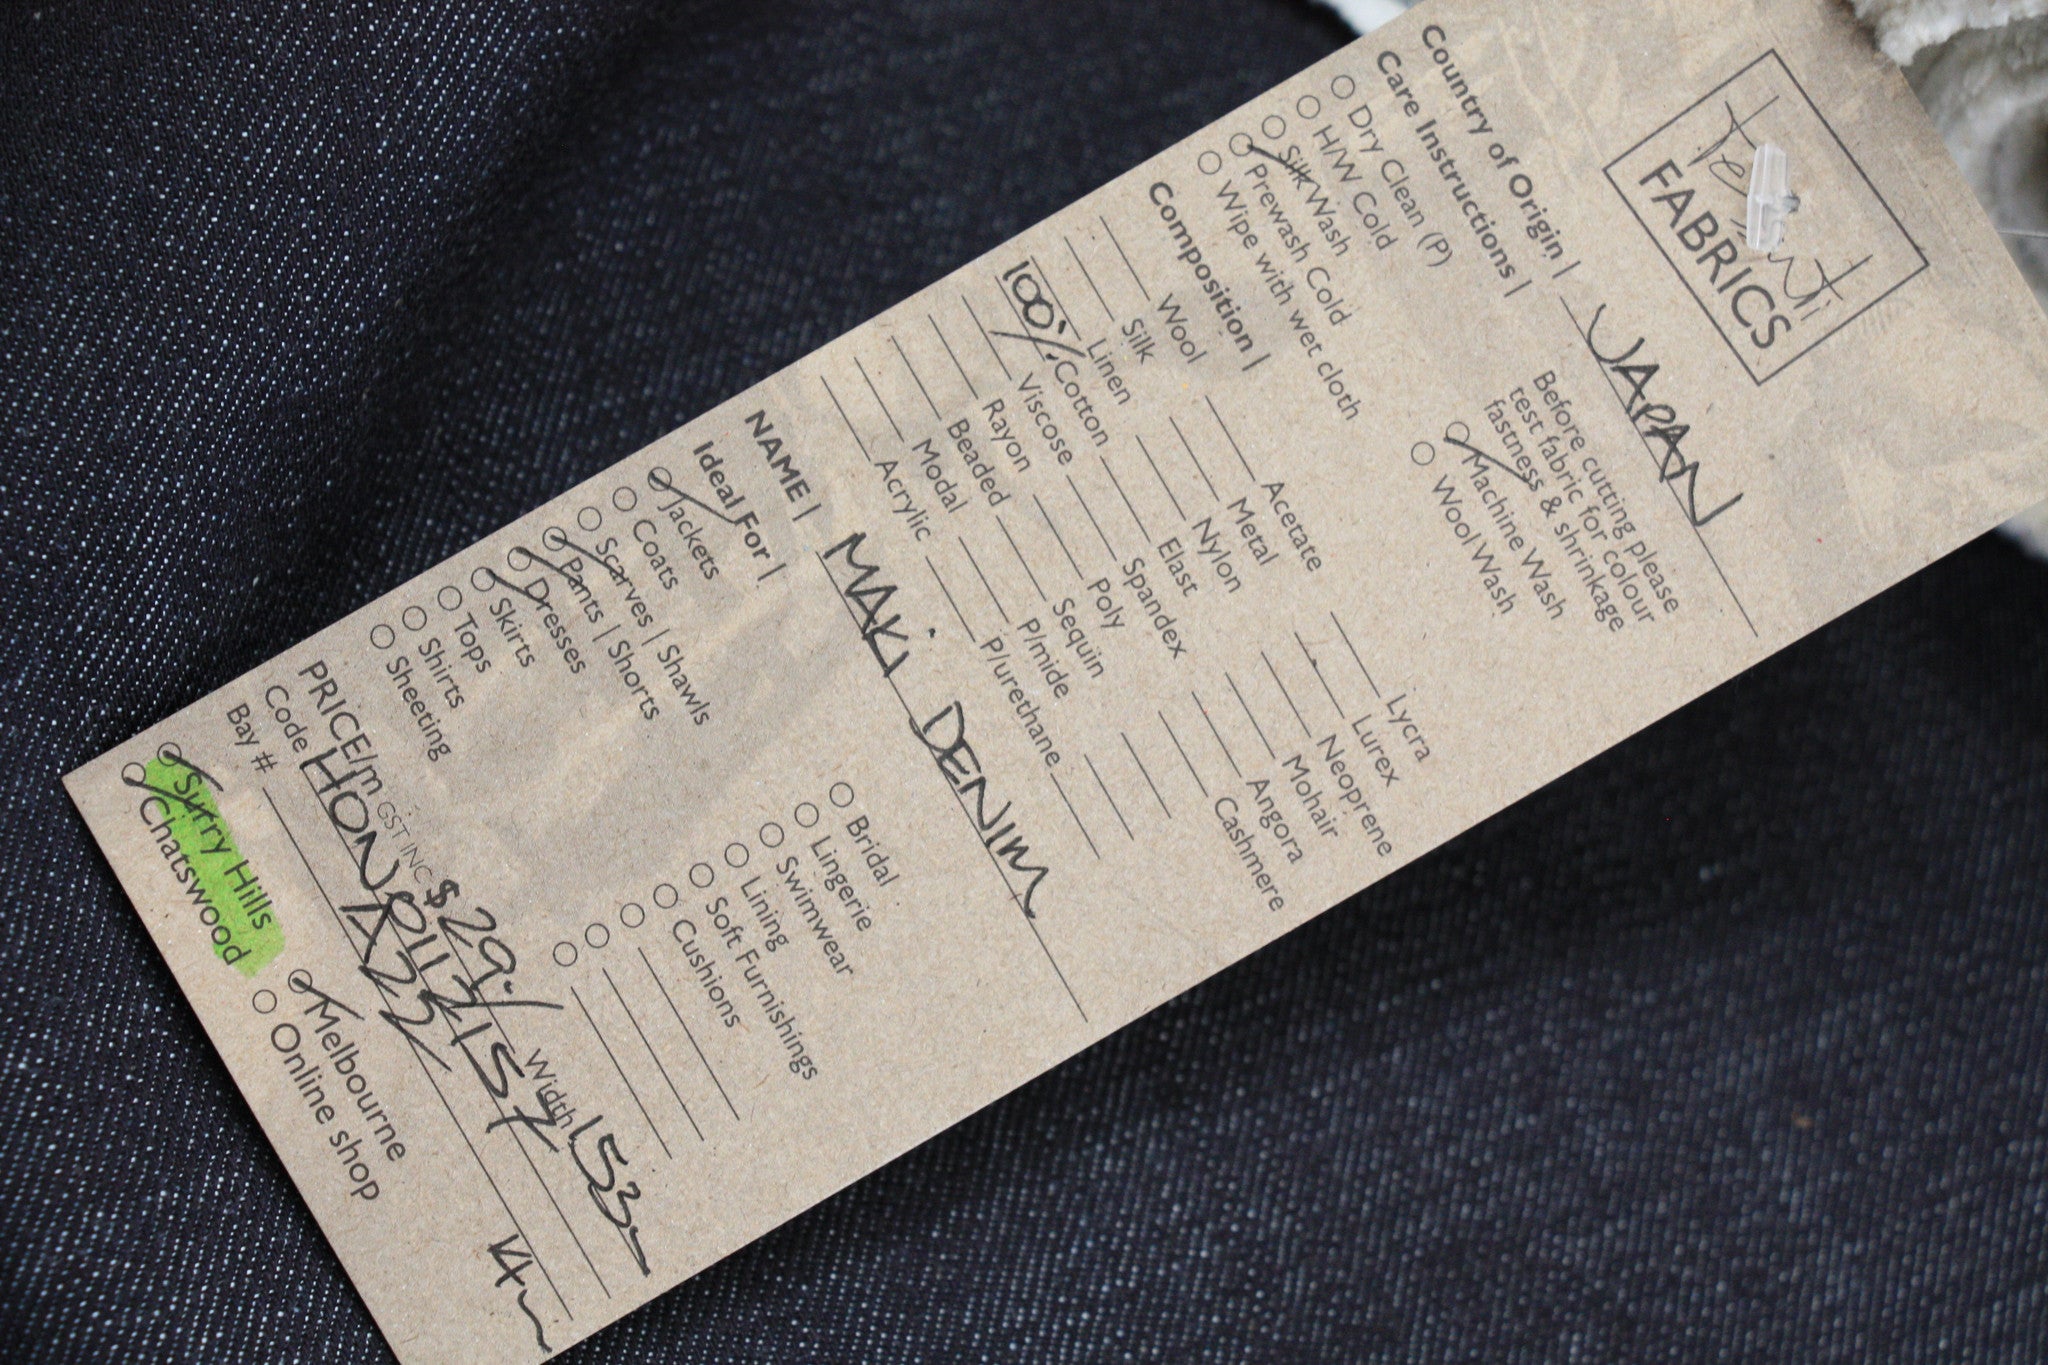 Tessuti
FABRICS
Country of Origin | JAPAN
Care Instructions |
Before cutting please
test fabric for colour
fastness & shrinkage
Dry Clean (P)
H/W Cold
Silk Wash
Prewash Cold
Wipe with wet cloth
Machine Wash
Wool Wash
Composition |
Wool
Silk
Linen
100% Cotton
Viscose
Rayon
Beaded
Modal
Acrylic
Acetate
Metal
Nylon
Elast
Spandex
Poly
Sequin
P/mide
P/urethane
Lycra
Lurex
Neoprene
Mohair
Angora
Cashmere
NAME | MAKI DENIM
Ideal For |
Jackets
Coats
Scarves | Shawls
Pants | Shorts
Dresses
Skirts
Tops
Shirts
Sheeting
Bridal
Lingerie
Swimwear
Lining
Soft Furnishings
Cushions
PRICE/m GST INC $29./ Width 153m
Code
Bay #
14m
Surry Hills
Chatswood
Melbourne
Online shop